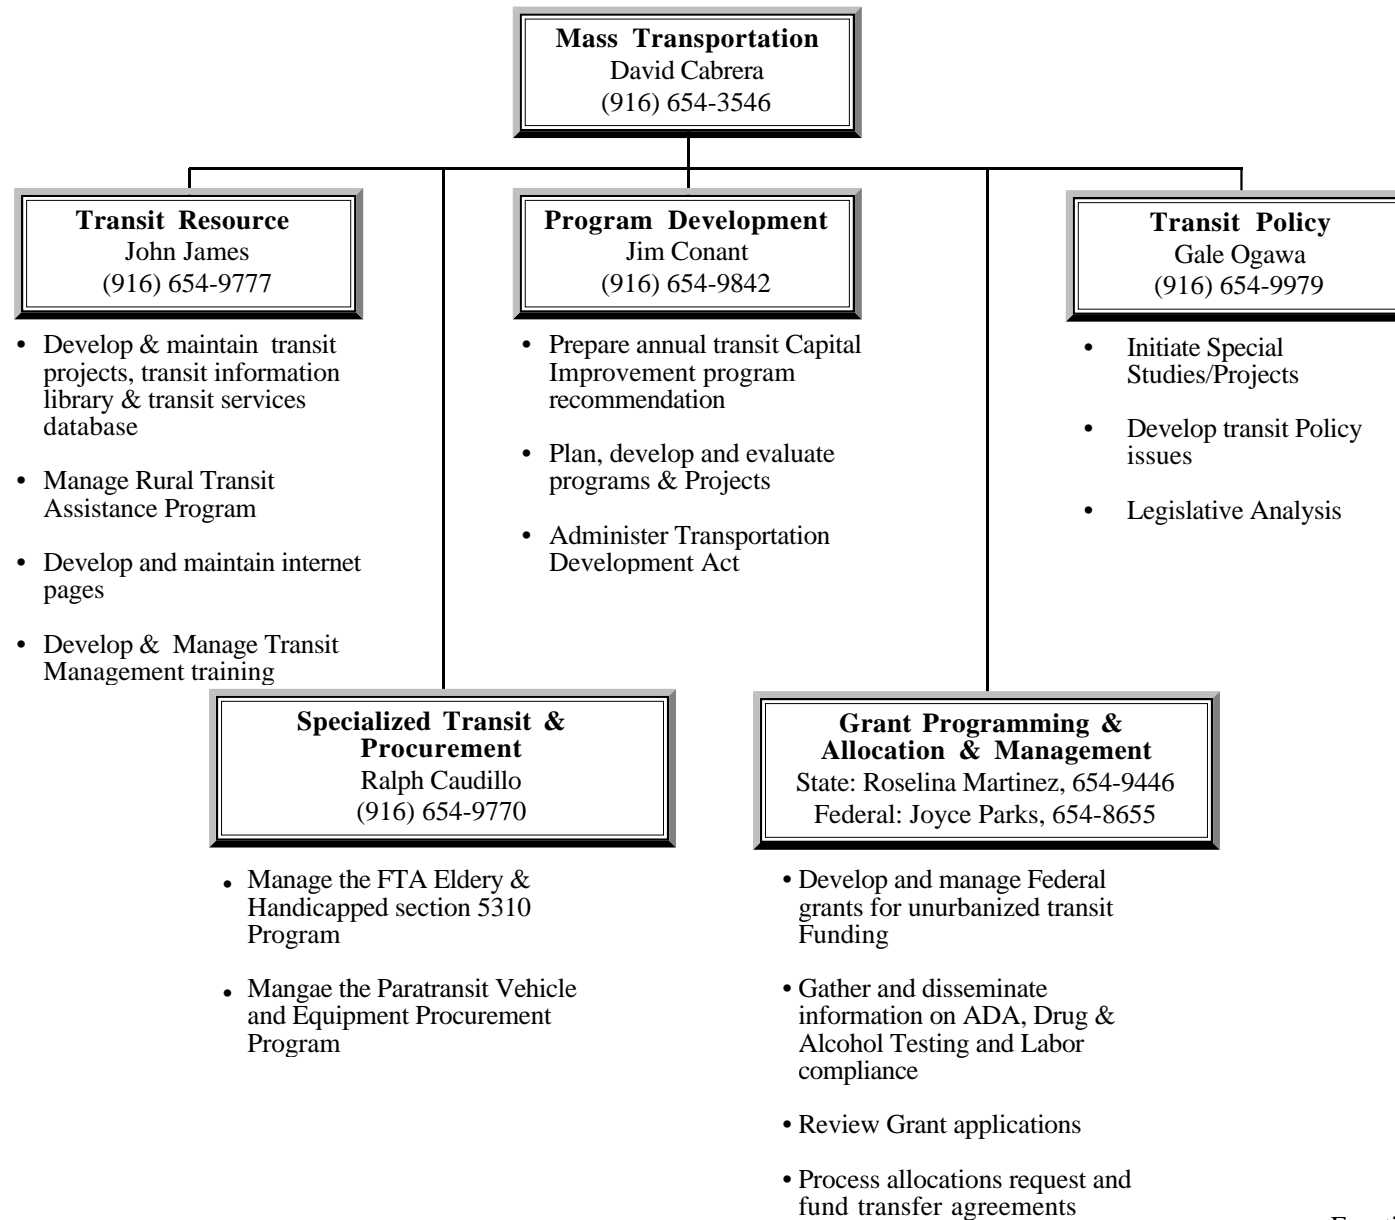 Mass Transportation
David Cabrera
(916) 654-3546
Transit Resource
John James
(916) 654-9777
• Develop & maintain transit
projects, transit information
library & transit services
database
• Manage Rural Transit
Assistance Program
• Develop and maintain internet
pages
• Develop & Manage Transit
Management training
Program Development
Jim Conant
(916) 654-9842
• Prepare annual transit Capital
Improvement program
recommendation
• Plan, develop and evaluate
programs & Projects
• Administer Transportation
Development Act
Transit Policy
Gale Ogawa
(916) 654-9979
• Initiate Special
Studies/Projects
• Develop transit Policy
issues
• Legislative Analysis
Specialized Transit &
Procurement
Ralph Caudillo
(916) 654-9770
• Manage the FTA Eldery &
Handicapped section 5310
Program
• Mangae the Paratransit Vehicle
and Equipment Procurement
Program
Grant Programming &
Allocation & Management
State: Roselina Martinez, 654-9446
Federal: Joyce Parks, 654-8655
• Develop and manage Federal
grants for unurbanized transit
Funding
• Gather and disseminate
information on ADA, Drug &
Alcohol Testing and Labor
compliance
• Review Grant applications
• Process allocations request and
fund transfer agreements